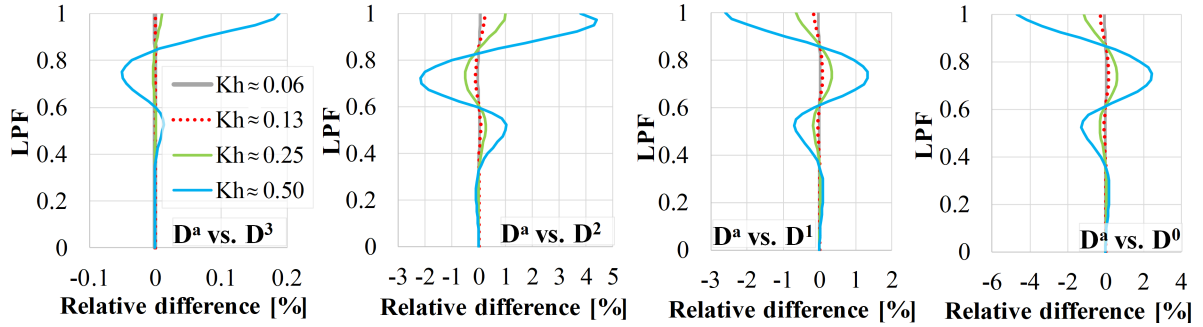 LPF
1
0.8
0.6
0.4
0.2
0
Kh≈0.06
Kh≈0.13
Kh≈0.25
Kh≈0.50
Dᵃ vs. D³
-0.1 0 0.1 0.2
Relative difference [%]
LPF
1
0.8
0.6
0.4
0.2
0
Dᵃ vs. D²
-3 -2 -1 0 1 2 3 4 5
Relative difference [%]
LPF
1
0.8
0.6
0.4
0.2
0
Dᵃ vs. D¹
-3 -2 -1 0 1 2
Relative difference [%]
LPF
1
0.8
0.6
0.4
0.2
0
Dᵃ vs. D⁰
-6 -4 -2 0 2 4
Relative difference [%]